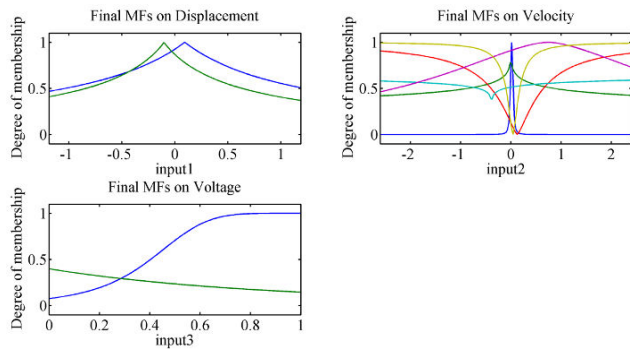 Final MFs on Displacement
Degree of membership
1
0.5
0
-1 -0.5 0 0.5 1
input1
Final MFs on Velocity
Degree of membership
1
0.5
0
-2 -1 0 1 2
input2
Final MFs on Voltage
Degree of membership
1
0.5
0
0 0.2 0.4 0.6 0.8 1
input3